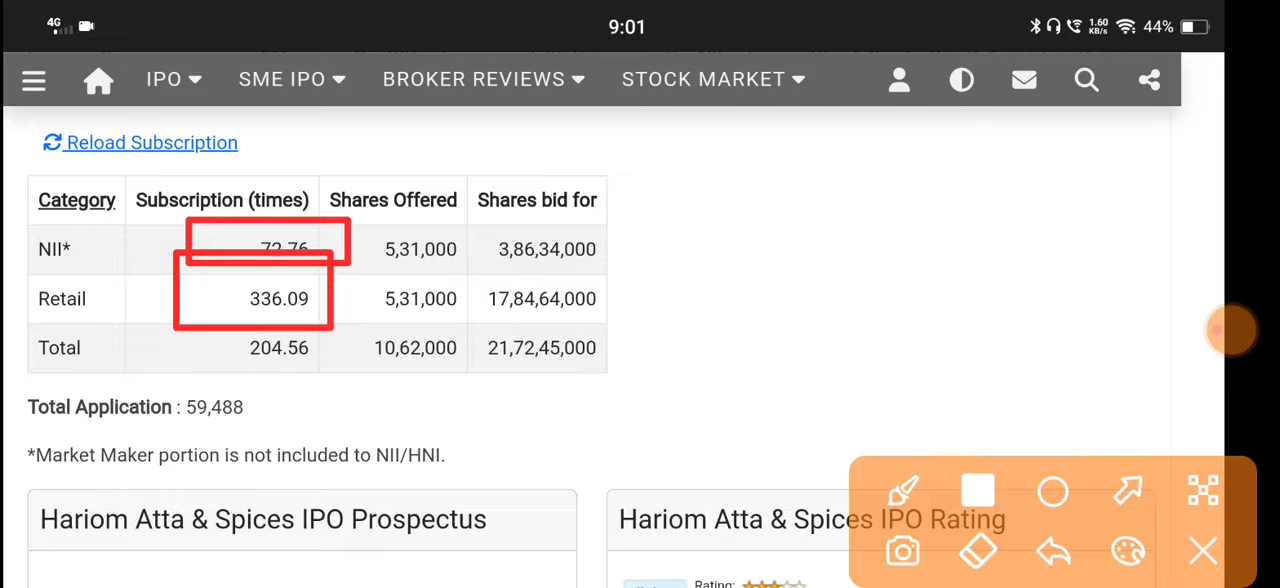 4G 9:01 1.60 KB/s 44%
IPO SME IPO BROKER REVIEWS STOCK MARKET
Reload Subscription
Category Subscription (times) Shares Offered Shares bid for
NII* 72.76 5,31,000 3,86,34,000
Retail 336.09 5,31,000 17,84,64,000
Total 204.56 10,62,000 21,72,45,000
Total Application : 59,488
*Market Maker portion is not included to NII/HNI.
Hariom Atta & Spices IPO Prospectus
Hariom Atta & Spices IPO Rating
Rating: